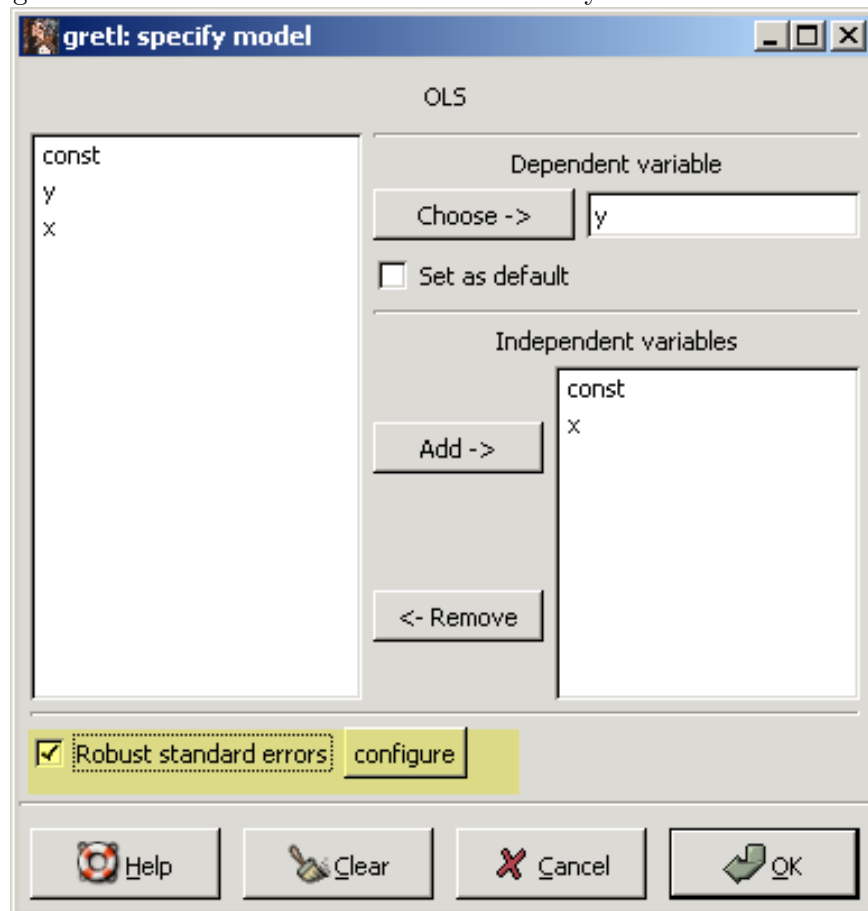 gretl: specify model
OLS
const
y
x
Dependent variable
Choose ->
y
Set as default
Independent variables
const
x
Add ->
<- Remove
Robust standard errors
configure
Help
Clear
Cancel
OK